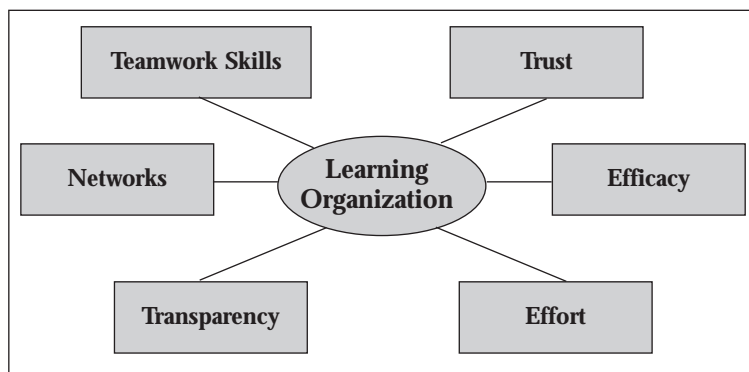 Teamwork Skills
Trust
Networks
Learning
Organization
Efficacy
Transparency
Effort